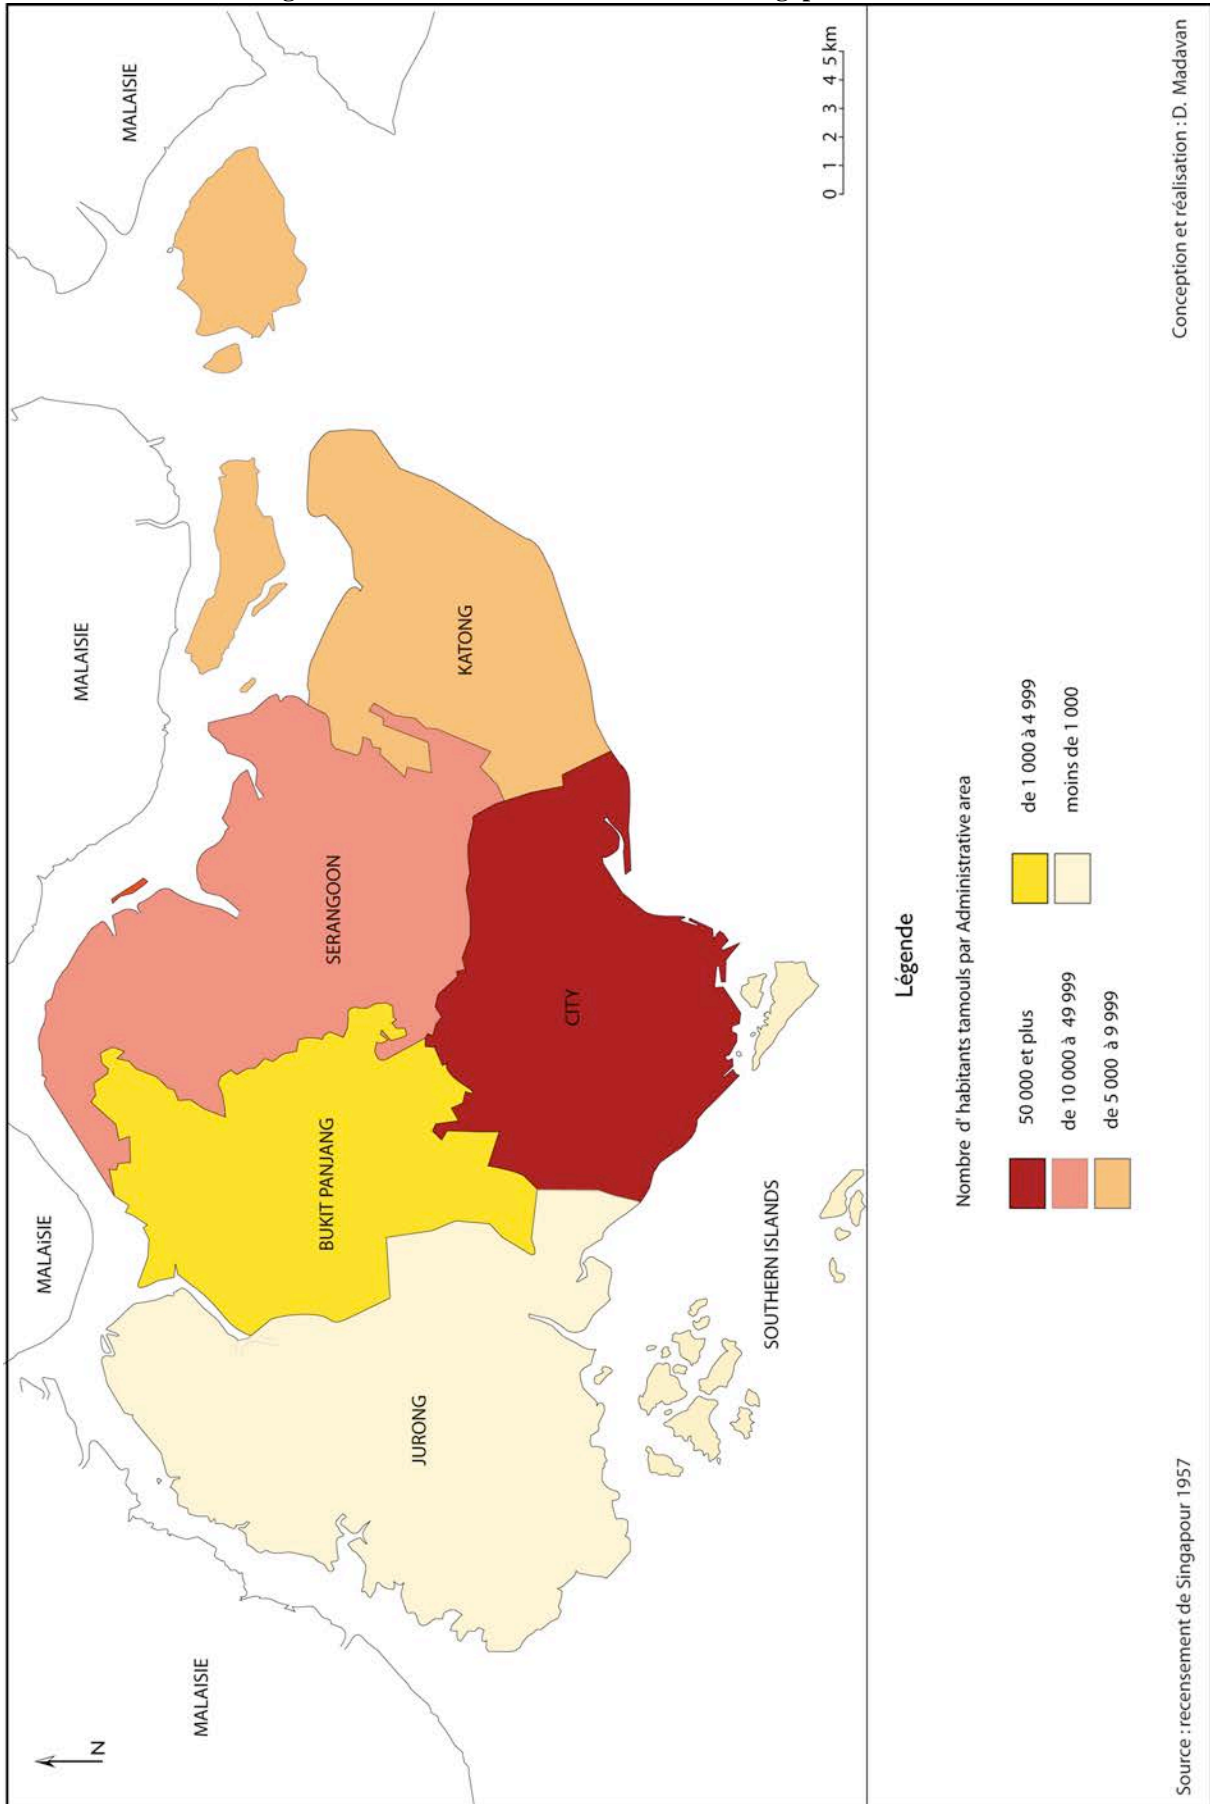 N
MALAISIE
MALAiSIE
MALAISIE
MALAISIE
JURONG
BUKIT PANJANG
SERANGOON
KATONG
CITY
SOUTHERN ISLANDS
0 1 2 3 4 5 km
Légende
Nombre d' habitants tamouls par Administrative area
50 000 et plus
de 10 000 à 49 999
de 5 000 à 9 999
de 1 000 à 4 999
moins de 1 000
Source : recensement de Singapour 1957
Conception et réalisation : D. Madavan